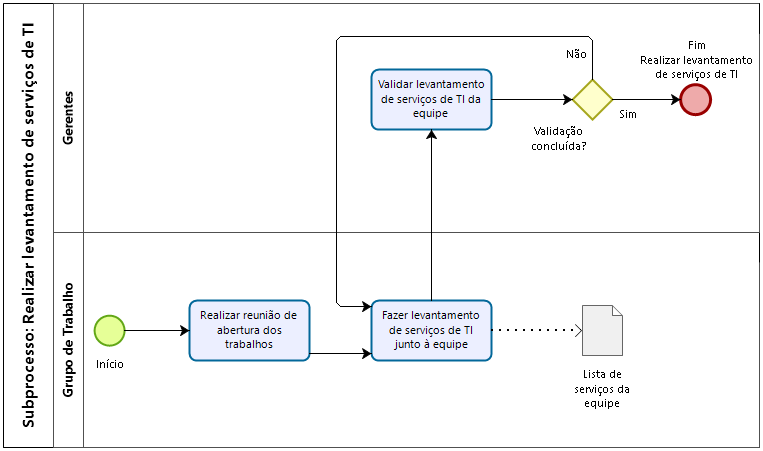 Subprocesso: Realizar levantamento de serviços de TI
Gerentes
Não
Fim
Realizar levantamento
de serviços de TI
Validar levantamento
de serviços de TI da
equipe
Sim
Validação
concluída?
Grupo de Trabalho
Início
Realizar reunião de
abertura dos
trabalhos
Fazer levantamento
de serviços de TI
junto à equipe
Lista de
serviços da
equipe